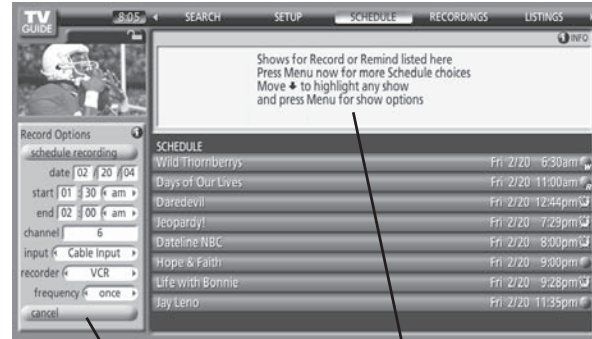 TV
GUIDE
8:05
SEARCH SETUP SCHEDULE RECORDINGS LISTINGS
INFO
Shows for Record or Remind listed here
Press Menu now for more Schedule choices
Move to highlight any show
and press Menu for show options
Record Options
schedule recording
date 02 / 20 / 04
start 01 : 30 am
end 02 : 00 am
channel 6
input Cable Input
recorder VCR
frequency once
cancel
SCHEDULE
Wild Thornberrys Fri 2/20 6:30am W
Days of Our Lives Fri 2/20 11:00am R
Daredevil Fri 2/20 12:44pm
Jeopardy! Fri 2/20 7:29pm
Dateline NBC Fri 2/20 8:00pm
Hope & Faith Fri 2/20 9:00pm
Life with Bonnie Fri 2/20 9:28pm
Jay Leno Fri 2/20 11:35pm